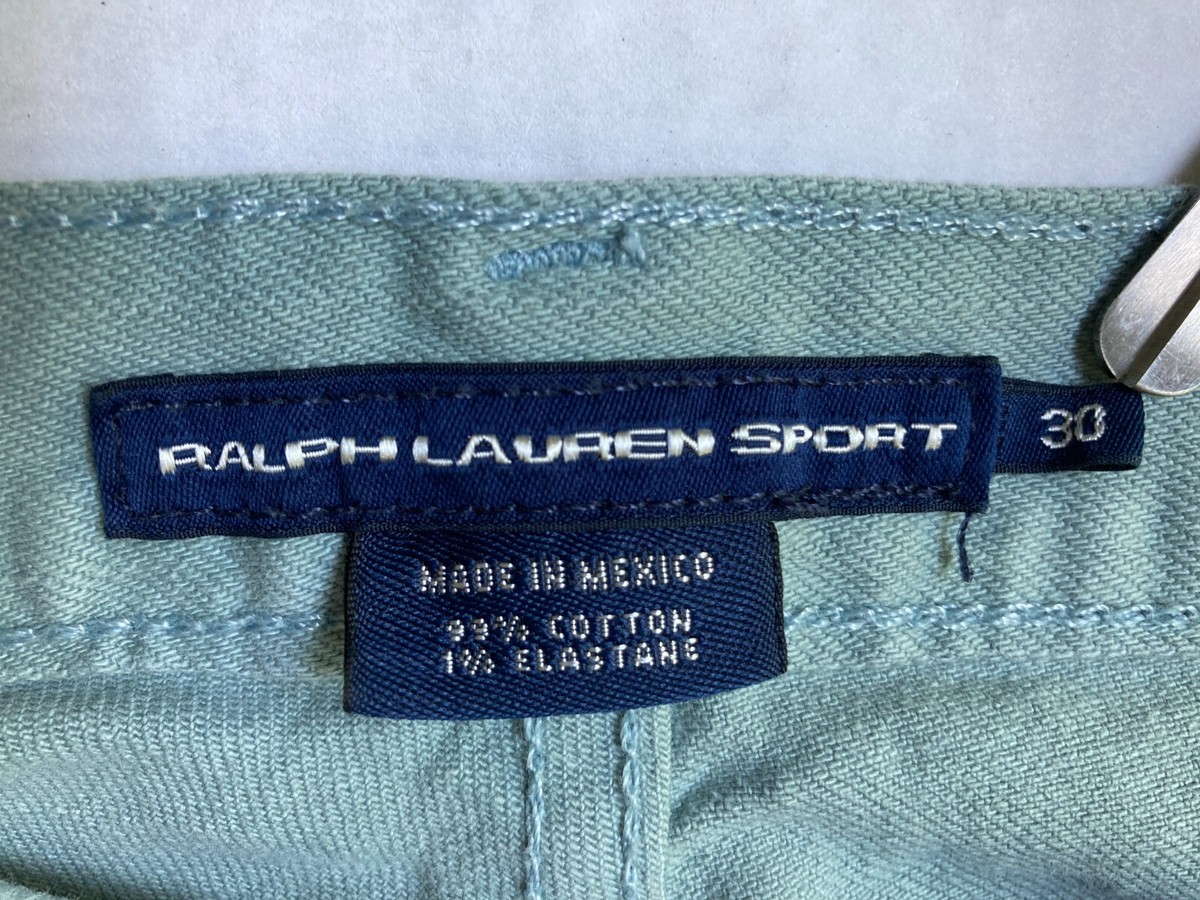 RALPH LAUREN SPORT
30
MADE IN MEXICO
99% COTTON
1% ELASTANE